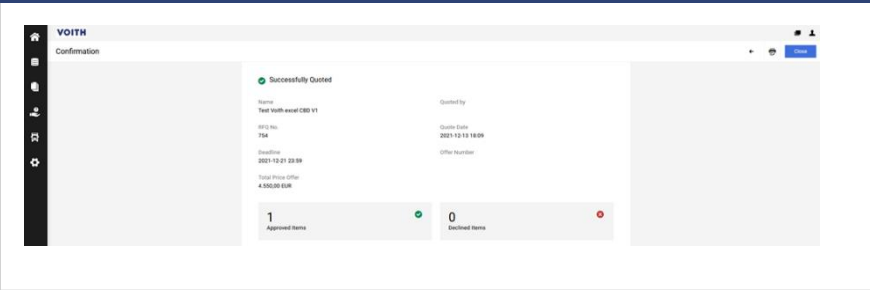 VOITH
Confirmation
Close
Successfully Quoted
Name
Test Voith excel CBD V1
Quoted by
RFQ No.
754
Quote Date
2021-12-13 18:09
Deadline
2021-12-21 23:59
Offer Number
Total Price Offer
4.550,00 EUR
1
Approved Items
0
Declined Items